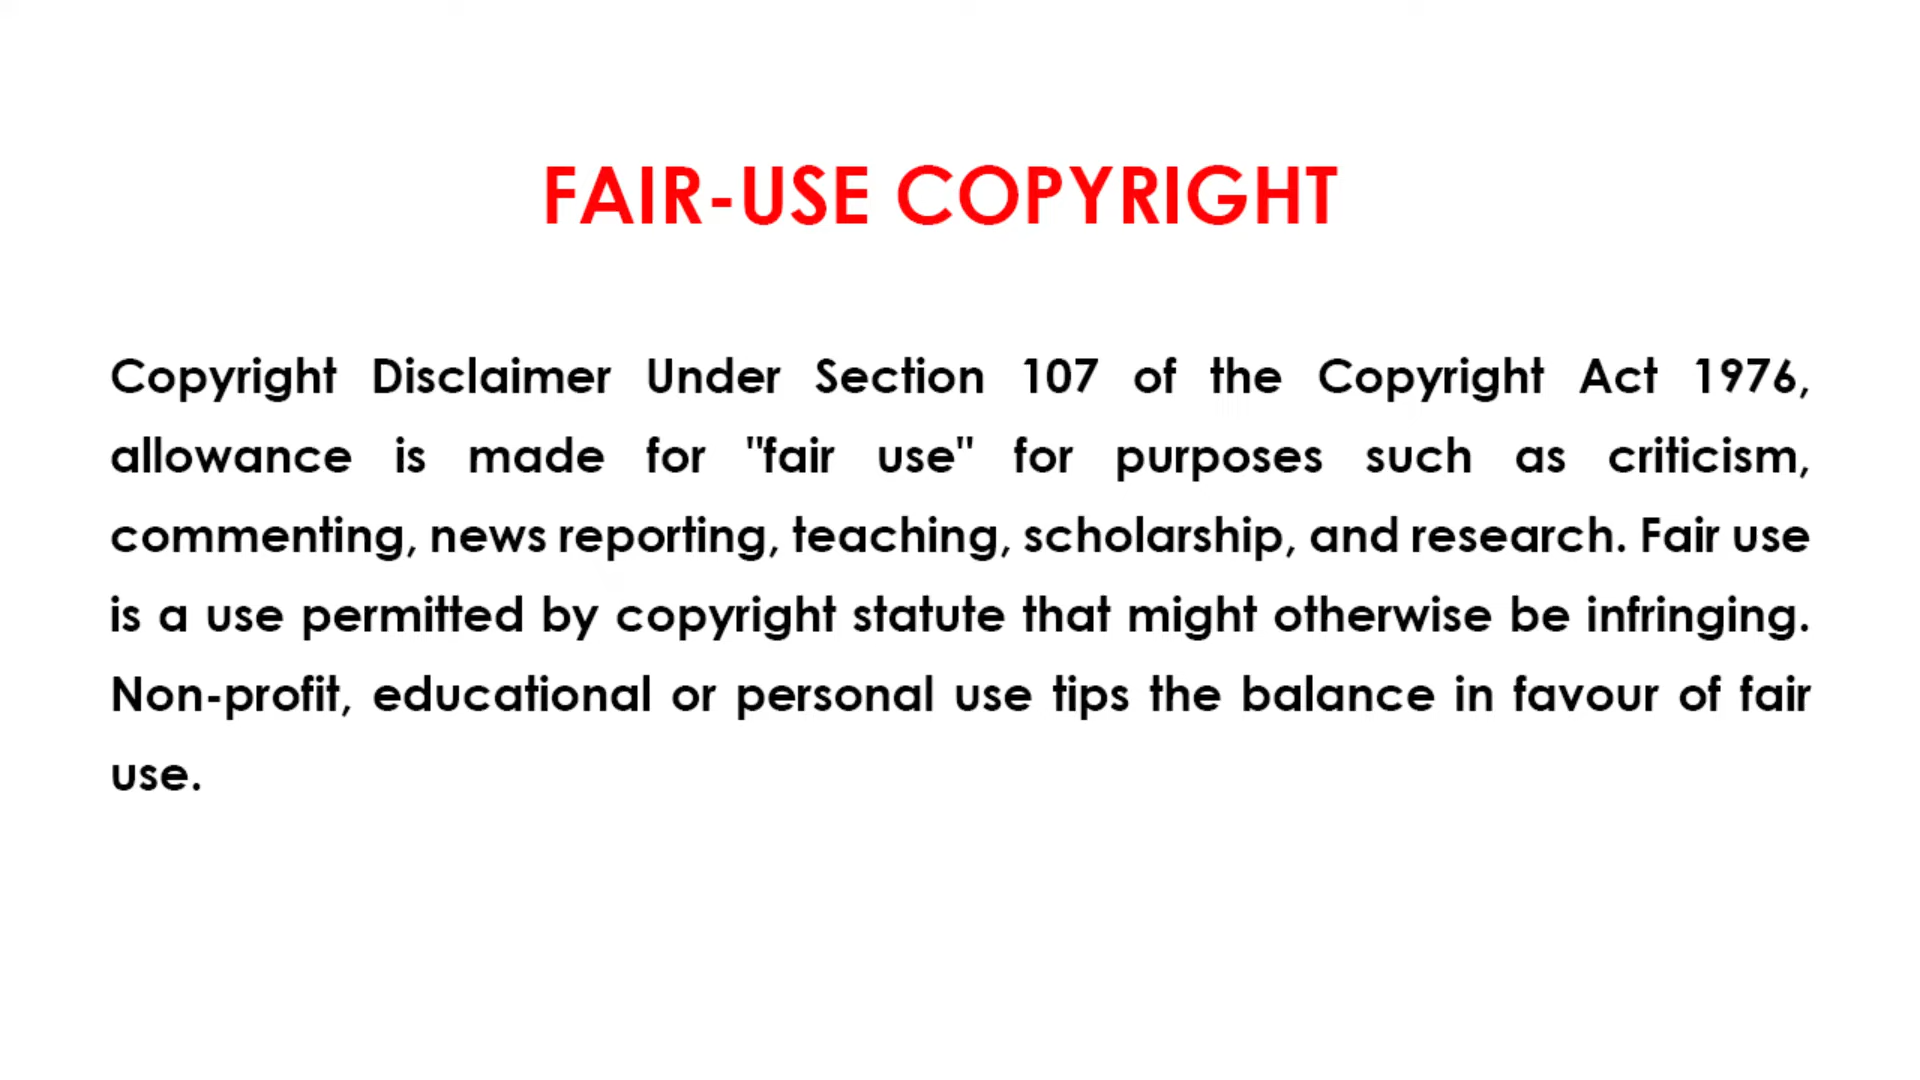 FAIR-USE COPYRIGHT
Copyright Disclaimer Under Section 107 of the Copyright Act 1976,
allowance is made for "fair use" for purposes such as criticism,
commenting, news reporting, teaching, scholarship, and research. Fair use
is a use permitted by copyright statute that might otherwise be infringing.
Non-profit, educational or personal use tips the balance in favour of fair
use.